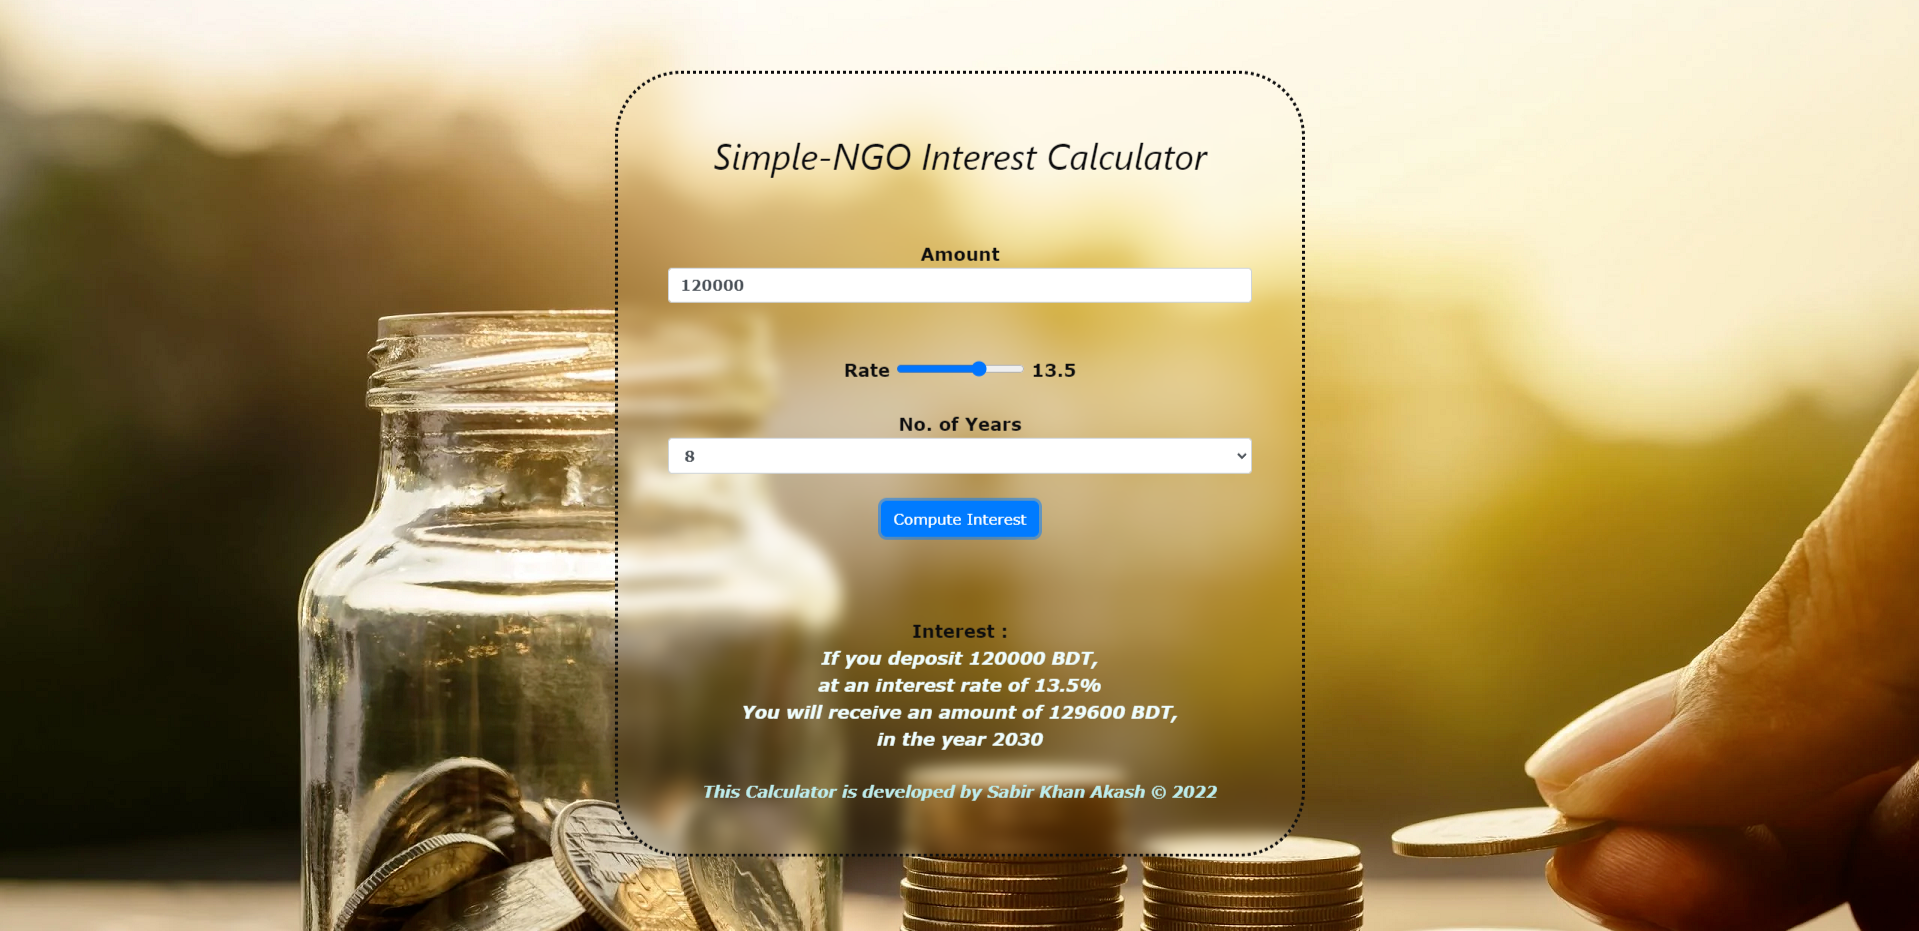 Simple-NGO Interest Calculator
Amount
120000
Rate 13.5
No. of Years
8
Compute Interest
Interest :
If you deposit 120000 BDT,
at an interest rate of 13.5%
You will receive an amount of 129600 BDT,
in the year 2030
This Calculator is developed by Sabir Khan Akash © 2022